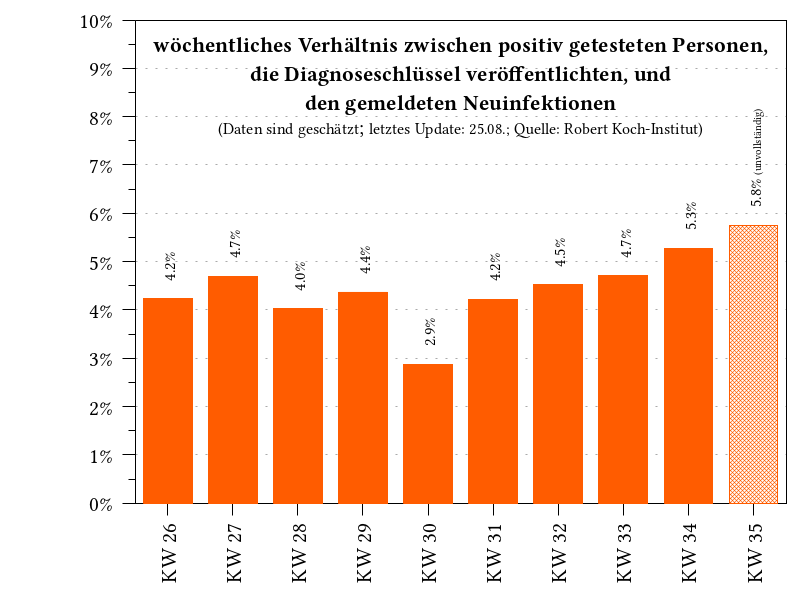 wöchentliches Verhältnis zwischen positiv getesteten Personen,
die Diagnoseschlüssel veröffentlichten, und
den gemeldeten Neuinfektionen
(Daten sind geschätzt; letztes Update: 25.08.; Quelle: Robert Koch-Institut)
10%
9%
8%
7%
6%
5%
4%
3%
2%
1%
0%
4.2%
4.7%
4.0%
4.4%
2.9%
4.2%
4.5%
4.7%
5.3%
5.8% (unvollständig)
KW 26
KW 27
KW 28
KW 29
KW 30
KW 31
KW 32
KW 33
KW 34
KW 35